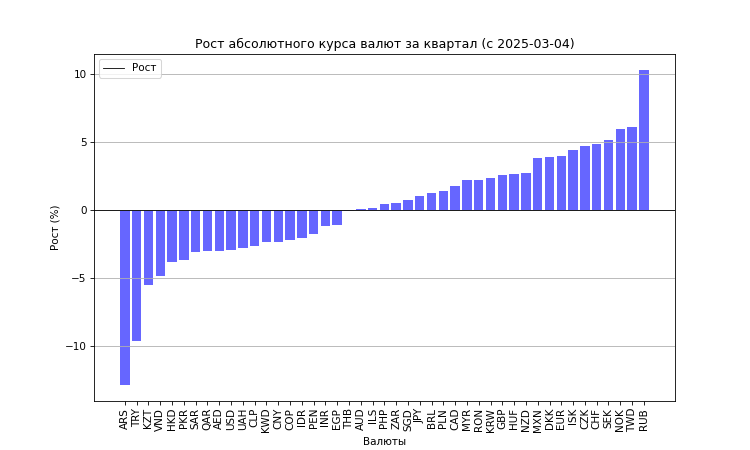 Рост абсолютного курса валют за квартал (с 2025-03-04)
Рост
10
5
0
−5
−10
Рост (%)
ARS TRY KZT VND HKD PKR SAR QAR AED USD UAH CLP KWD CNY COP IDR PEN INR EGP THB AUD ILS PHP ZAR SGD JPY BRL PLN CAD MYR RON KRW GBP HUF NZD MXN DKK EUR ISK CZK CHF SEK NOK TWD RUB
Валюты